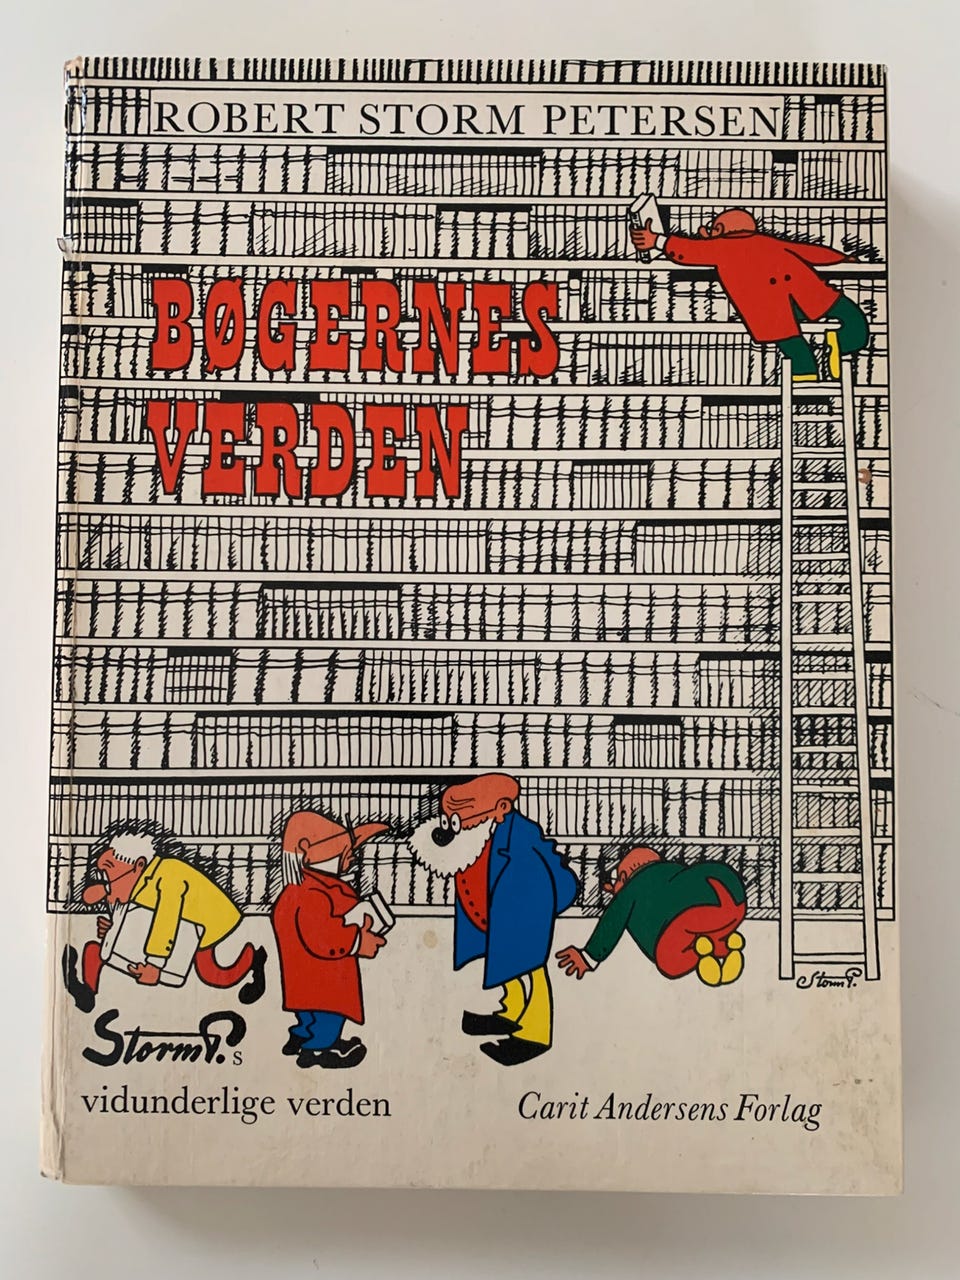 ROBERT STORM PETERSEN
BØGERNES
VERDEN
Storm P.
Storm P.s
vidunderlige verden
Carit Andersens Forlag